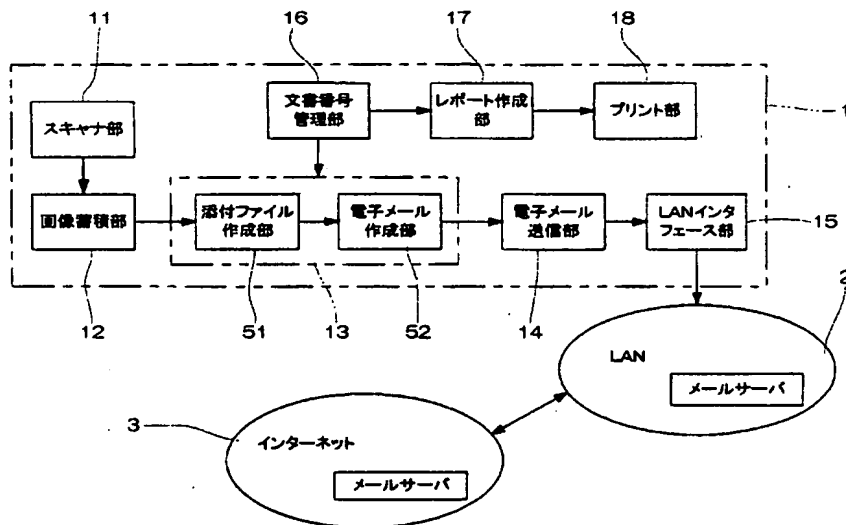 11
16
17
18
スキャナ部
文書番号
管理部
レポート作成
部
プリント部
1
画像蓄積部
添付ファイル
作成部
電子メール
作成部
電子メール
送信部
LANインタ
フェース部
15
12
51
13
52
14
2
LAN
メールサーバ
3
インターネット
メールサーバ